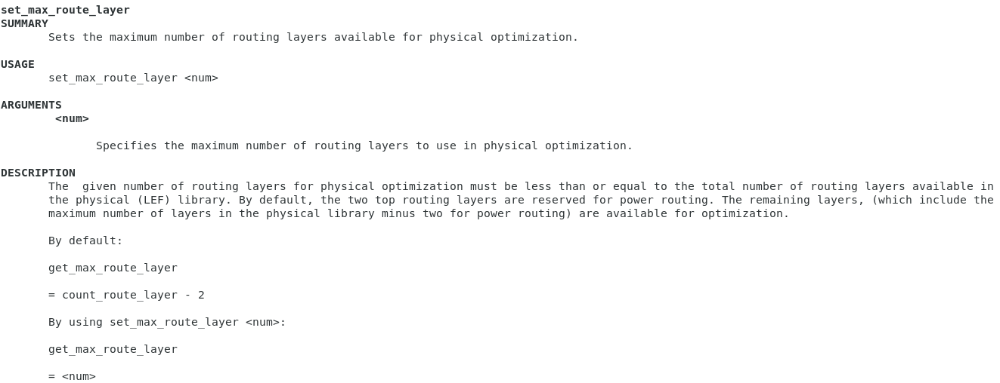 set_max_route_layer
SUMMARY
Sets the maximum number of routing layers available for physical optimization.
USAGE
set_max_route_layer <num>
ARGUMENTS
<num>
Specifies the maximum number of routing layers to use in physical optimization.
DESCRIPTION
The  given number of routing layers for physical optimization must be less than or equal to the total number of routing layers available in
the physical (LEF) library. By default, the two top routing layers are reserved for power routing. The remaining layers, (which include the
maximum number of layers in the physical library minus two for power routing) are available for optimization.
By default:
get_max_route_layer
= count_route_layer - 2
By using set_max_route_layer <num>:
get_max_route_layer
= <num>